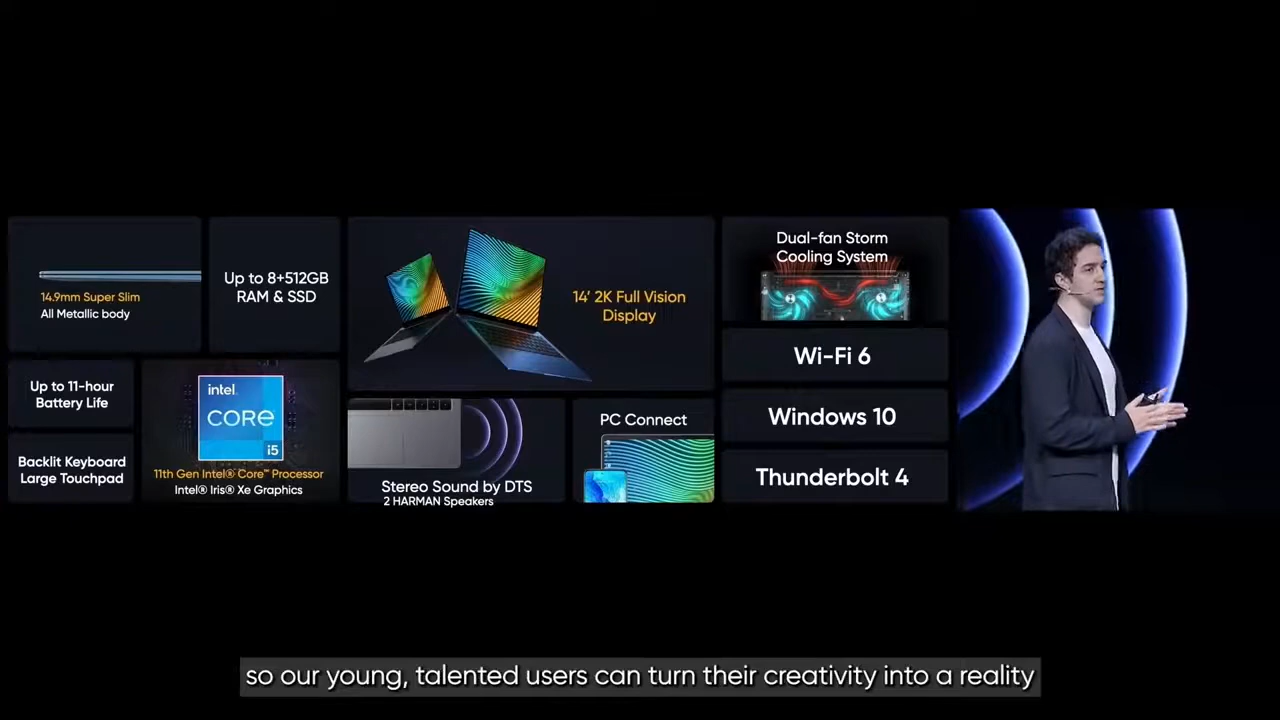 14.9mm Super Slim
All Metallic body
Up to 8+512GB
RAM & SSD
Up to 11-hour
Battery Life
Backlit Keyboard
Large Touchpad
intel
CORE
i5
11th Gen Intel® Core™ Processor
Intel® Iris® Xe Graphics
14' 2K Full Vision
Display
Stereo Sound by DTS
2 HARMAN Speakers
PC Connect
Dual-fan Storm
Cooling System
Wi-Fi 6
Windows 10
Thunderbolt 4
so our young, talented users can turn their creativity into a reality